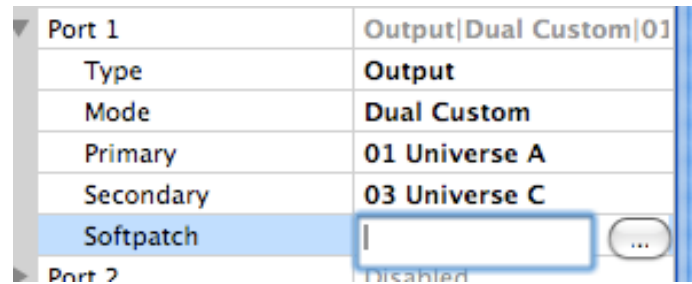 Port 1 Output|Dual Custom|01
Type Output
Mode Dual Custom
Primary 01 Universe A
Secondary 03 Universe C
Softpatch ...
Port 2 Disabled